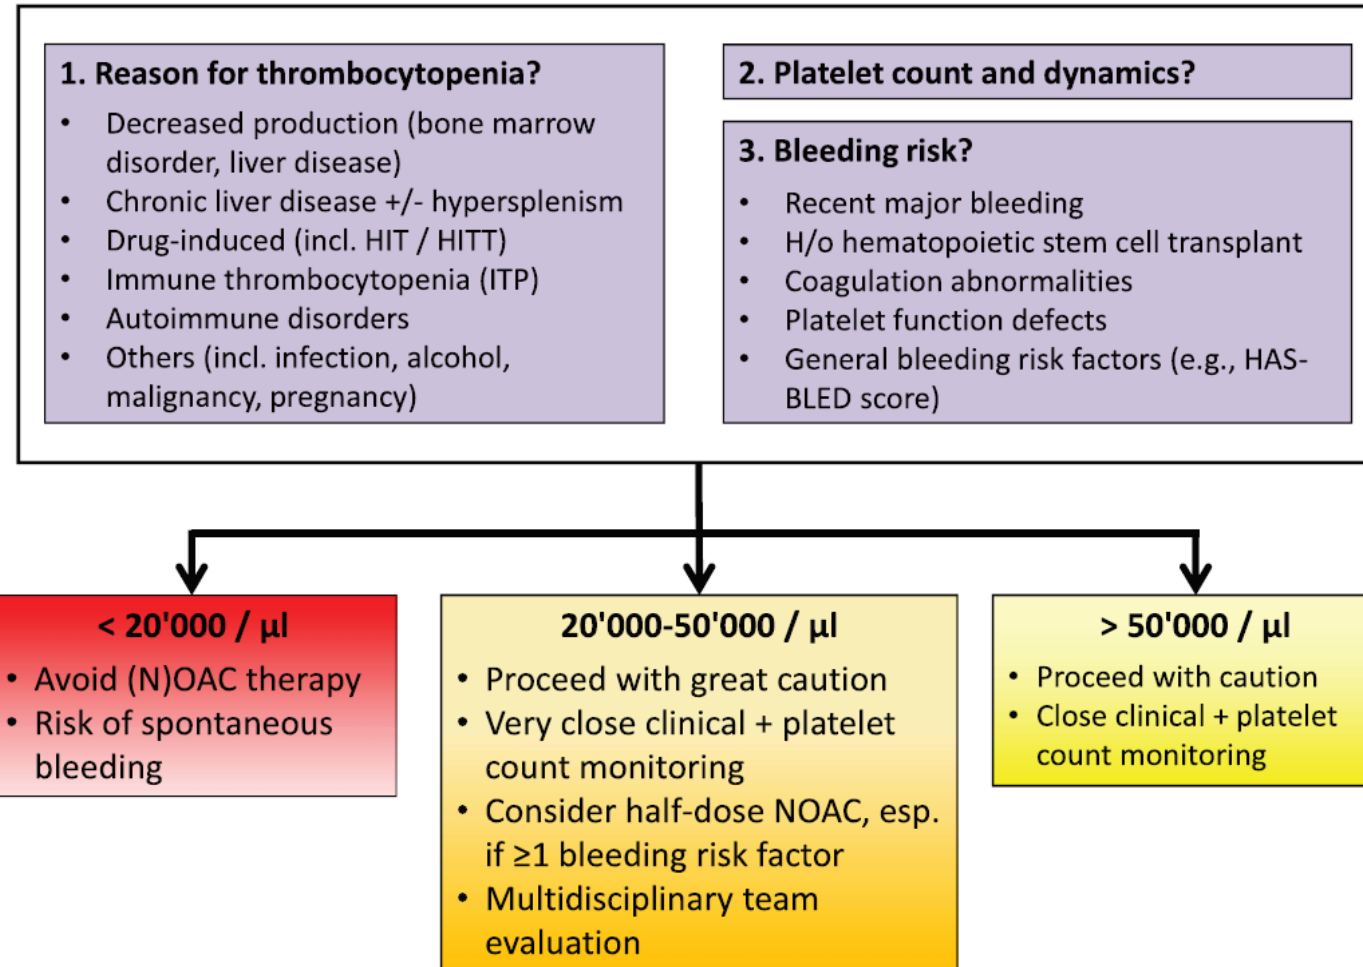 1. Reason for thrombocytopenia?
• Decreased production (bone marrow
disorder, liver disease)
• Chronic liver disease +/- hypersplenism
• Drug-induced (incl. HIT / HITT)
• Immune thrombocytopenia (ITP)
• Autoimmune disorders
• Others (incl. infection, alcohol,
malignancy, pregnancy)
2. Platelet count and dynamics?
3. Bleeding risk?
• Recent major bleeding
• H/o hematopoietic stem cell transplant
• Coagulation abnormalities
• Platelet function defects
• General bleeding risk factors (e.g., HAS-
BLED score)
< 20'000 / µl
• Avoid (N)OAC therapy
• Risk of spontaneous
bleeding
20'000-50'000 / µl
• Proceed with great caution
• Very close clinical + platelet
count monitoring
• Consider half-dose NOAC, esp.
if ≥1 bleeding risk factor
• Multidisciplinary team
evaluation
> 50'000 / µl
• Proceed with caution
• Close clinical + platelet
count monitoring